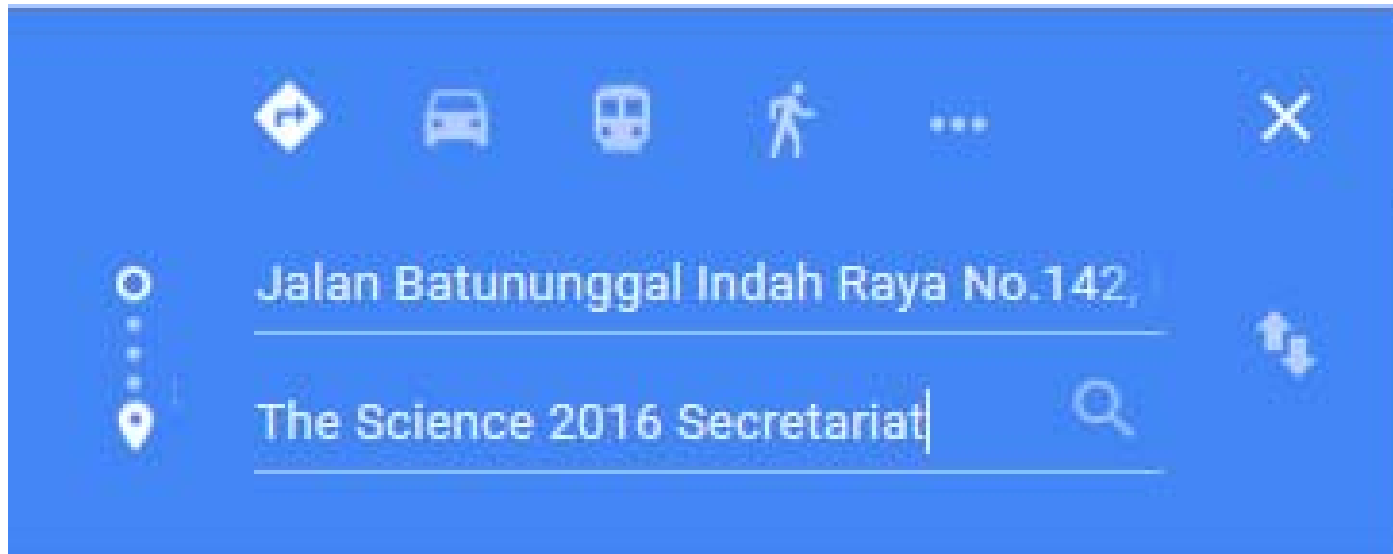 Jalan Batununggal Indah Raya No.142,
The Science 2016 Secretariat